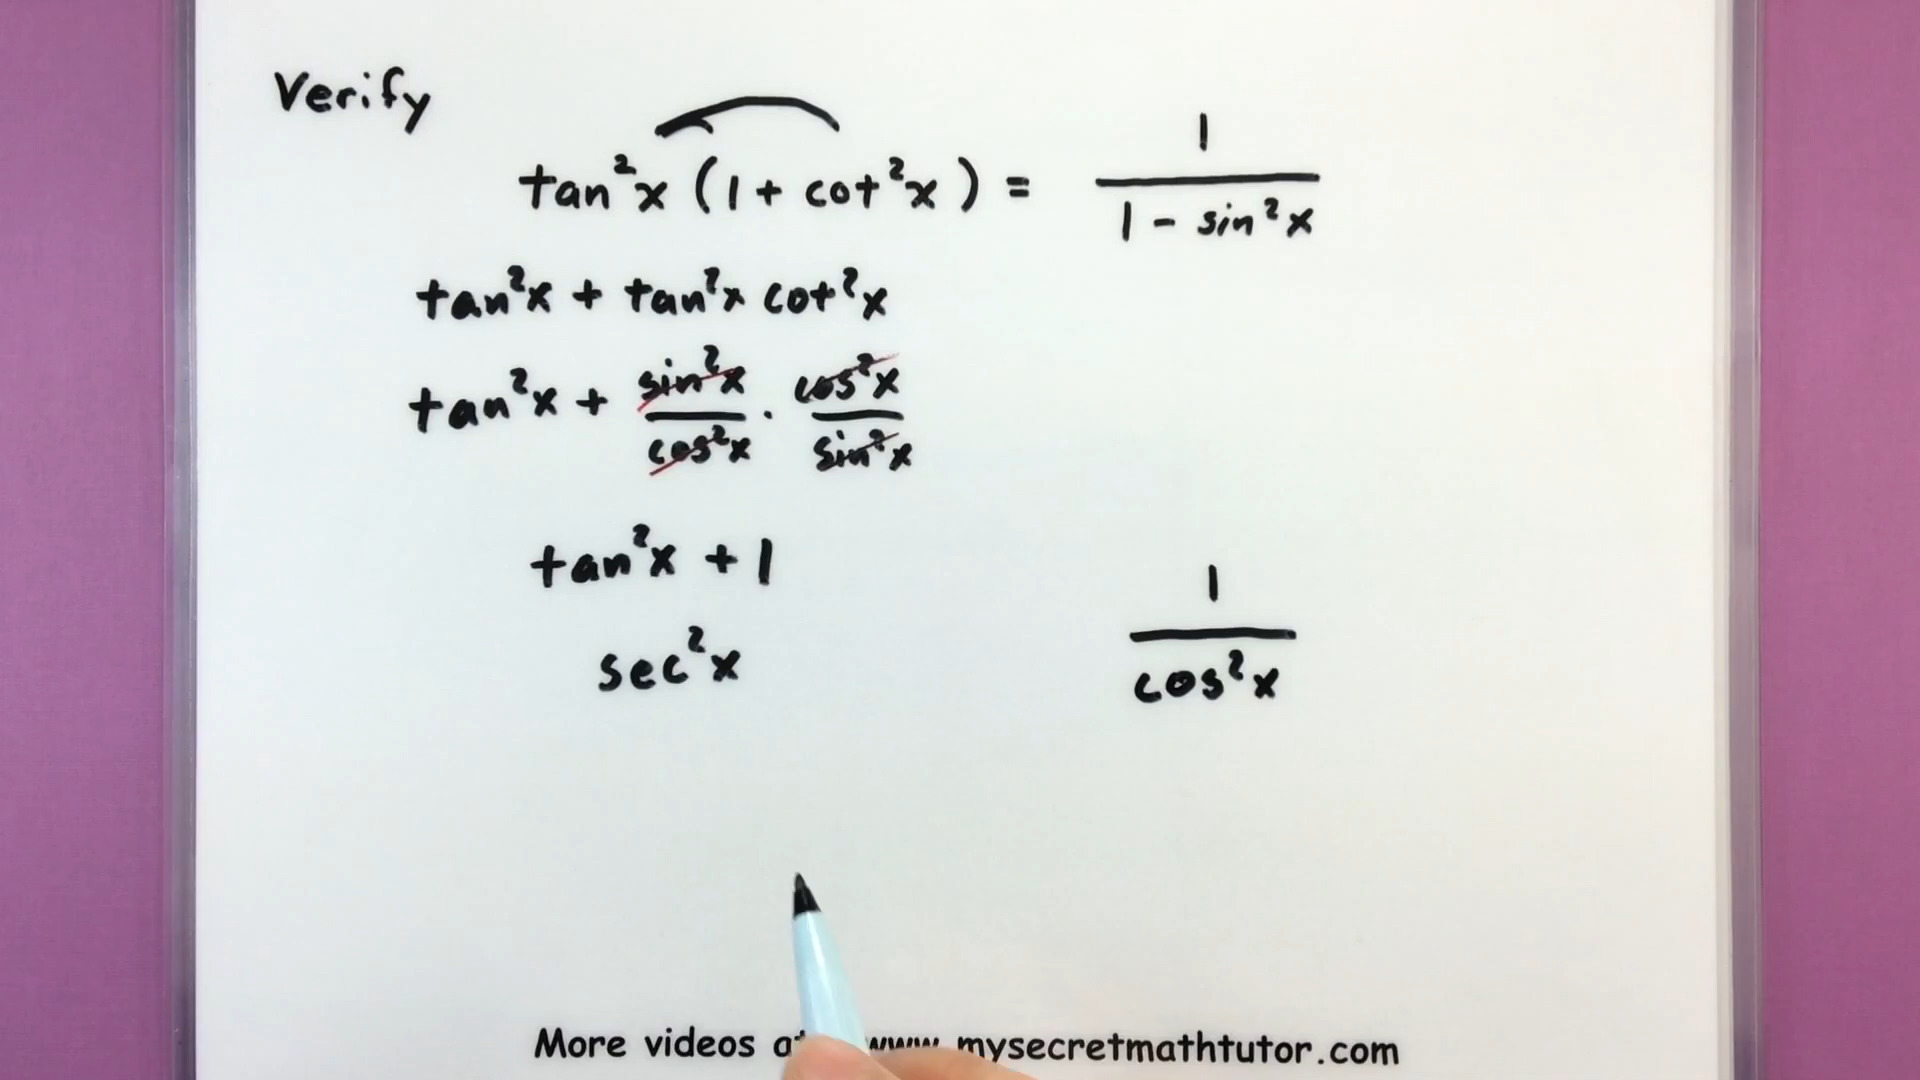 Verify
tan²x (1 + cot²x) = 1 / (1 - sin²x)
tan²x + tan²x cot²x
tan²x + sin²x/cos²x · cos²x/sin²x
tan²x + 1
sec²x
1 / cos²x
More videos at www.mysecretmathtutor.com